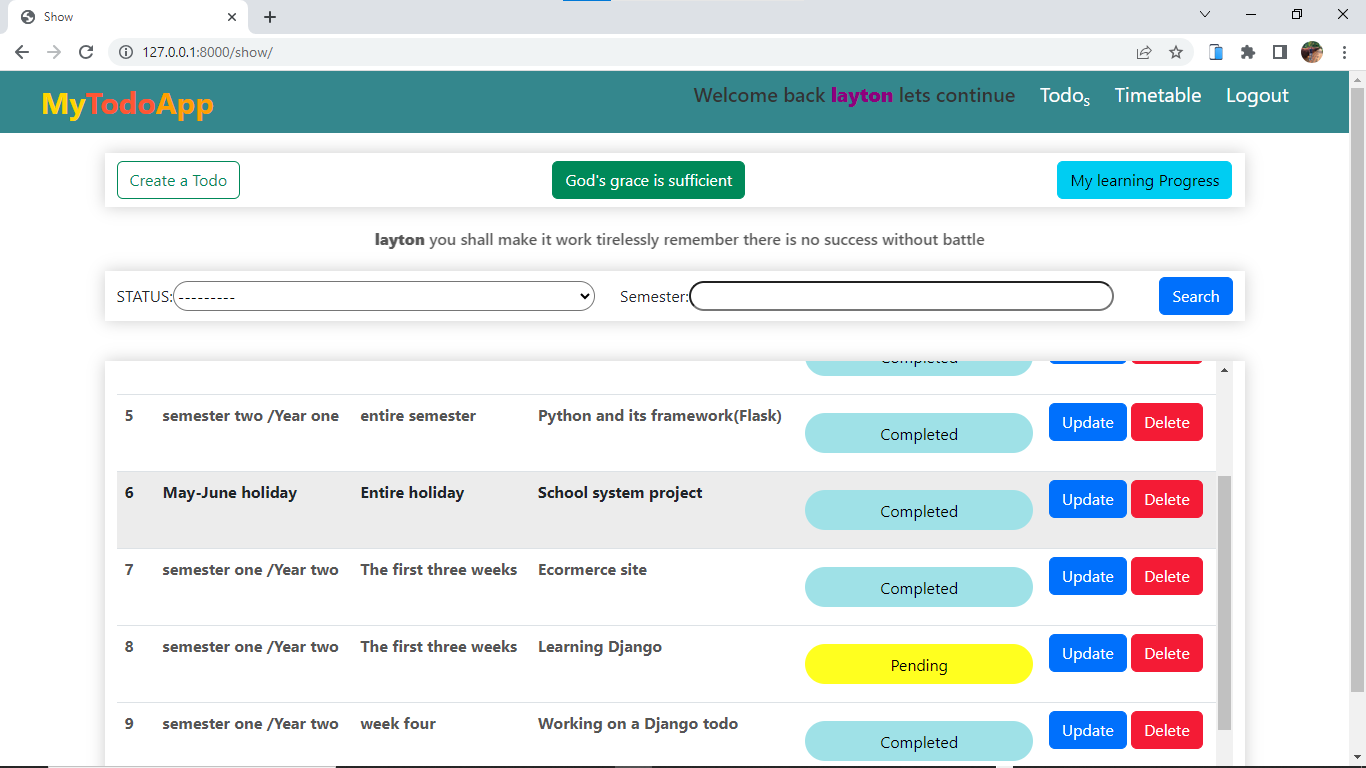 Show
127.0.0.1:8000/show/
MyTodoApp
Welcome back layton lets continue Todos Timetable Logout
Create a Todo God's grace is sufficient My learning Progress
layton you shall make it work tirelessly remember there is no success without battle
STATUS: --------- Semester: Search
Completed
5 semester two /Year one entire semester Python and its framework(Flask) Completed Update Delete
6 May-June holiday Entire holiday School system project Completed Update Delete
7 semester one /Year two The first three weeks Ecormerce site Completed Update Delete
8 semester one /Year two The first three weeks Learning Django Pending Update Delete
9 semester one /Year two week four Working on a Django todo Completed Update Delete